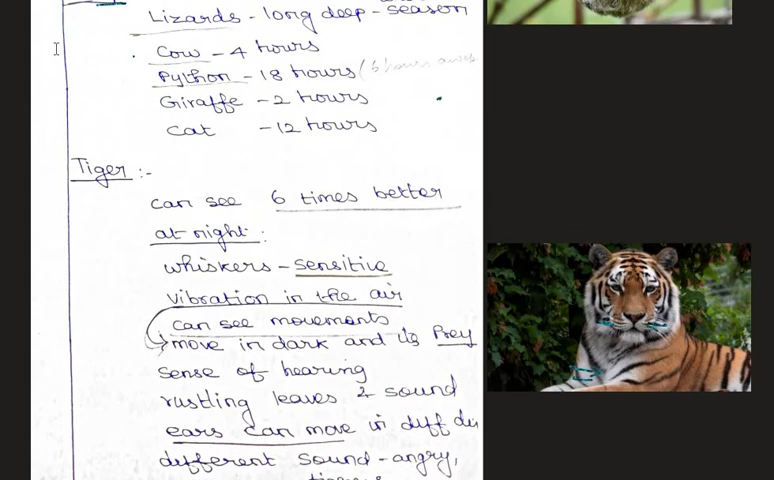 Lizards - long deep - season
Cow - 4 hours
Python - 18 hours (6 hours
Giraffe - 2 hours
Cat - 12 hours
Tiger :-
can see 6 times better
at night :
whiskers - sensitive
vibration in the air
can see movements
move in dark and its Prey
sense of hearing
rustling leaves & sound
ears can move in diff
different sound - angry,